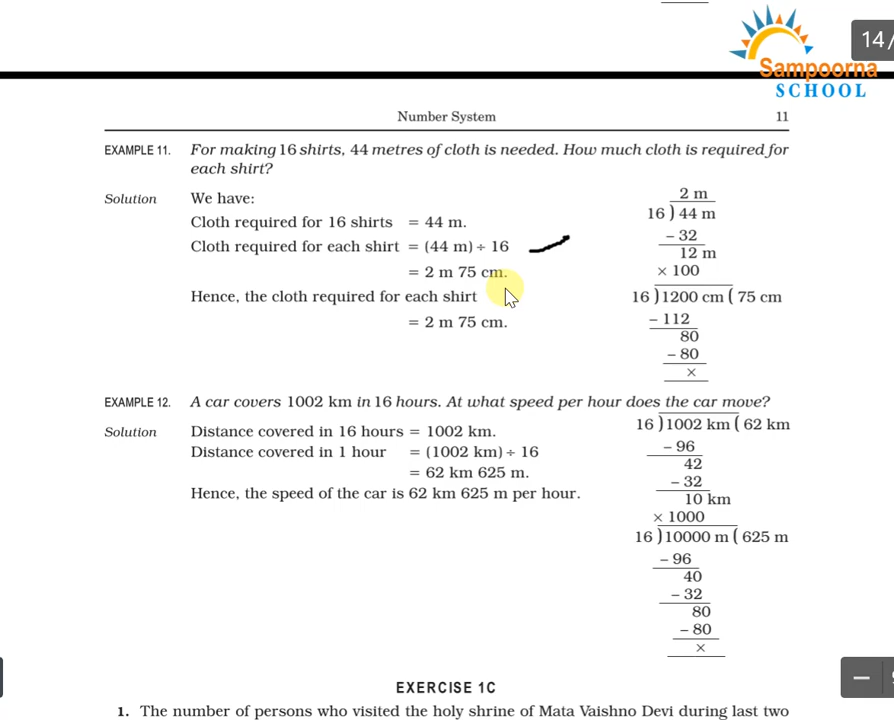 14/
Sampoorna
SCHOOL
Number System 11
EXAMPLE 11. For making 16 shirts, 44 metres of cloth is needed. How much cloth is required for
each shirt?
Solution We have:
Cloth required for 16 shirts = 44 m.
Cloth required for each shirt = (44 m) ÷ 16
= 2 m 75 cm.
Hence, the cloth required for each shirt
= 2 m 75 cm.
2 m
16 ) 44 m
– 32
12 m
× 100
16 ) 1200 cm ( 75 cm
– 112
80
– 80
×
EXAMPLE 12. A car covers 1002 km in 16 hours. At what speed per hour does the car move?
Solution Distance covered in 16 hours = 1002 km.
Distance covered in 1 hour = (1002 km) ÷ 16
= 62 km 625 m.
Hence, the speed of the car is 62 km 625 m per hour.
16 ) 1002 km ( 62 km
– 96
42
– 32
10 km
× 1000
16 ) 10000 m ( 625 m
– 96
40
– 32
80
– 80
×
EXERCISE 1C
1. The number of persons who visited the holy shrine of Mata Vaishno Devi during last two